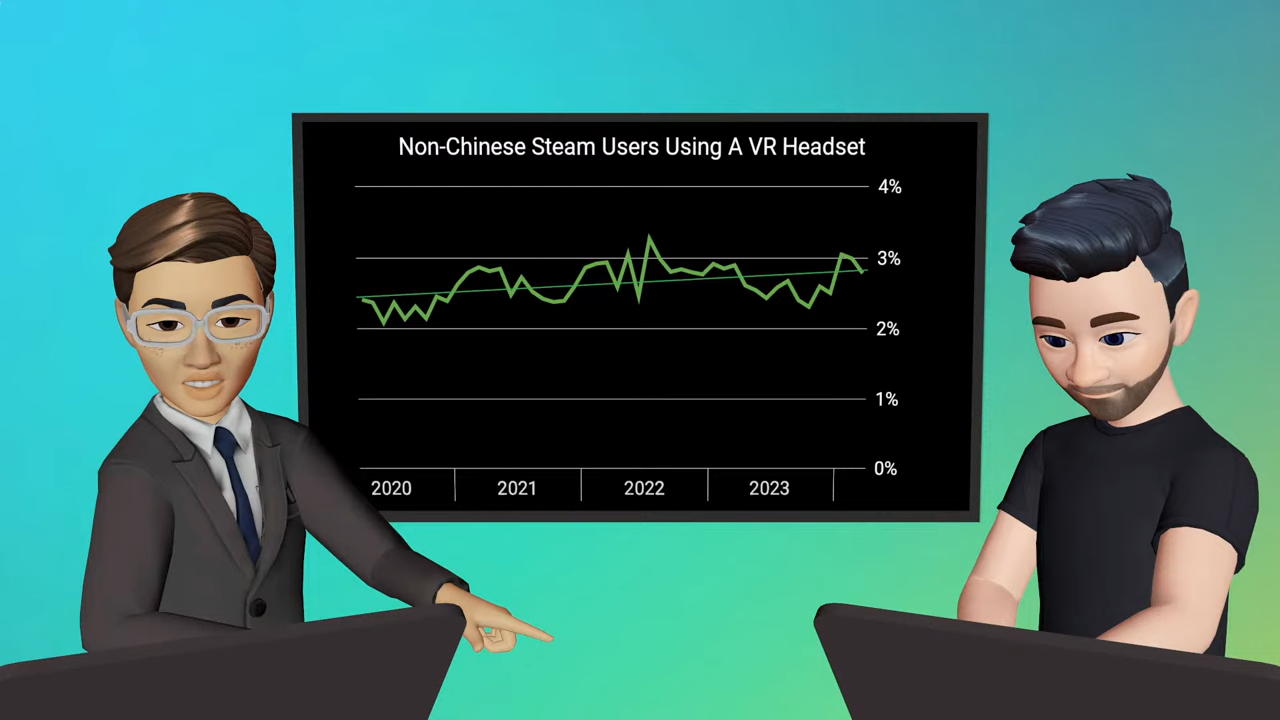 Non-Chinese Steam Users Using A VR Headset
4%
3%
2%
1%
0%
2020 2021 2022 2023